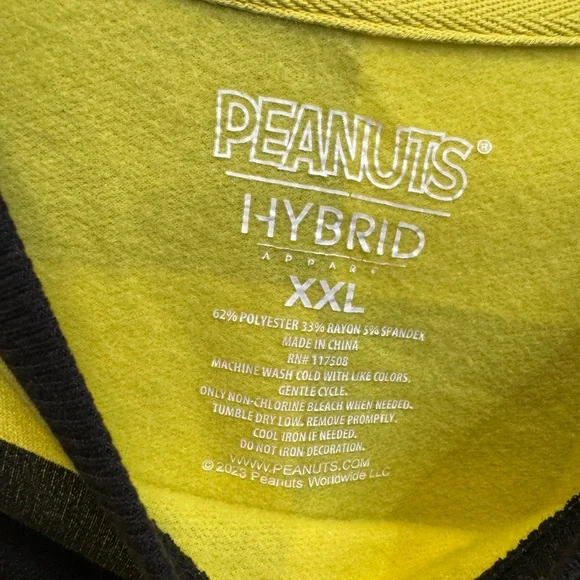 PEANUTS®
HYBRID
APPAREL
XXL
62% POLYESTER 33% RAYON 5% SPANDEX
MADE IN CHINA
RN# 117508
MACHINE WASH COLD WITH LIKE COLORS,
GENTLE CYCLE.
ONLY NON-CHLORINE BLEACH WHEN NEEDED.
TUMBLE DRY LOW. REMOVE PROMPTLY.
COOL IRON IF NEEDED.
DO NOT IRON DECORATION.
WWW.PEANUTS.COM
© 2023 Peanuts Worldwide LLC